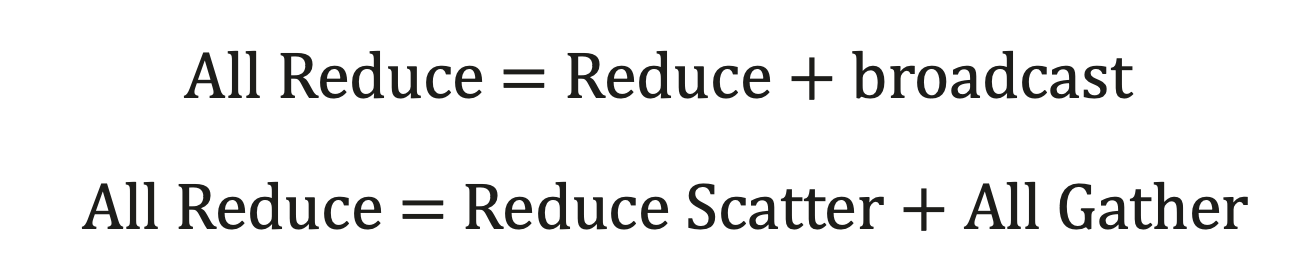 All Reduce = Reduce + broadcast
All Reduce = Reduce Scatter + All Gather